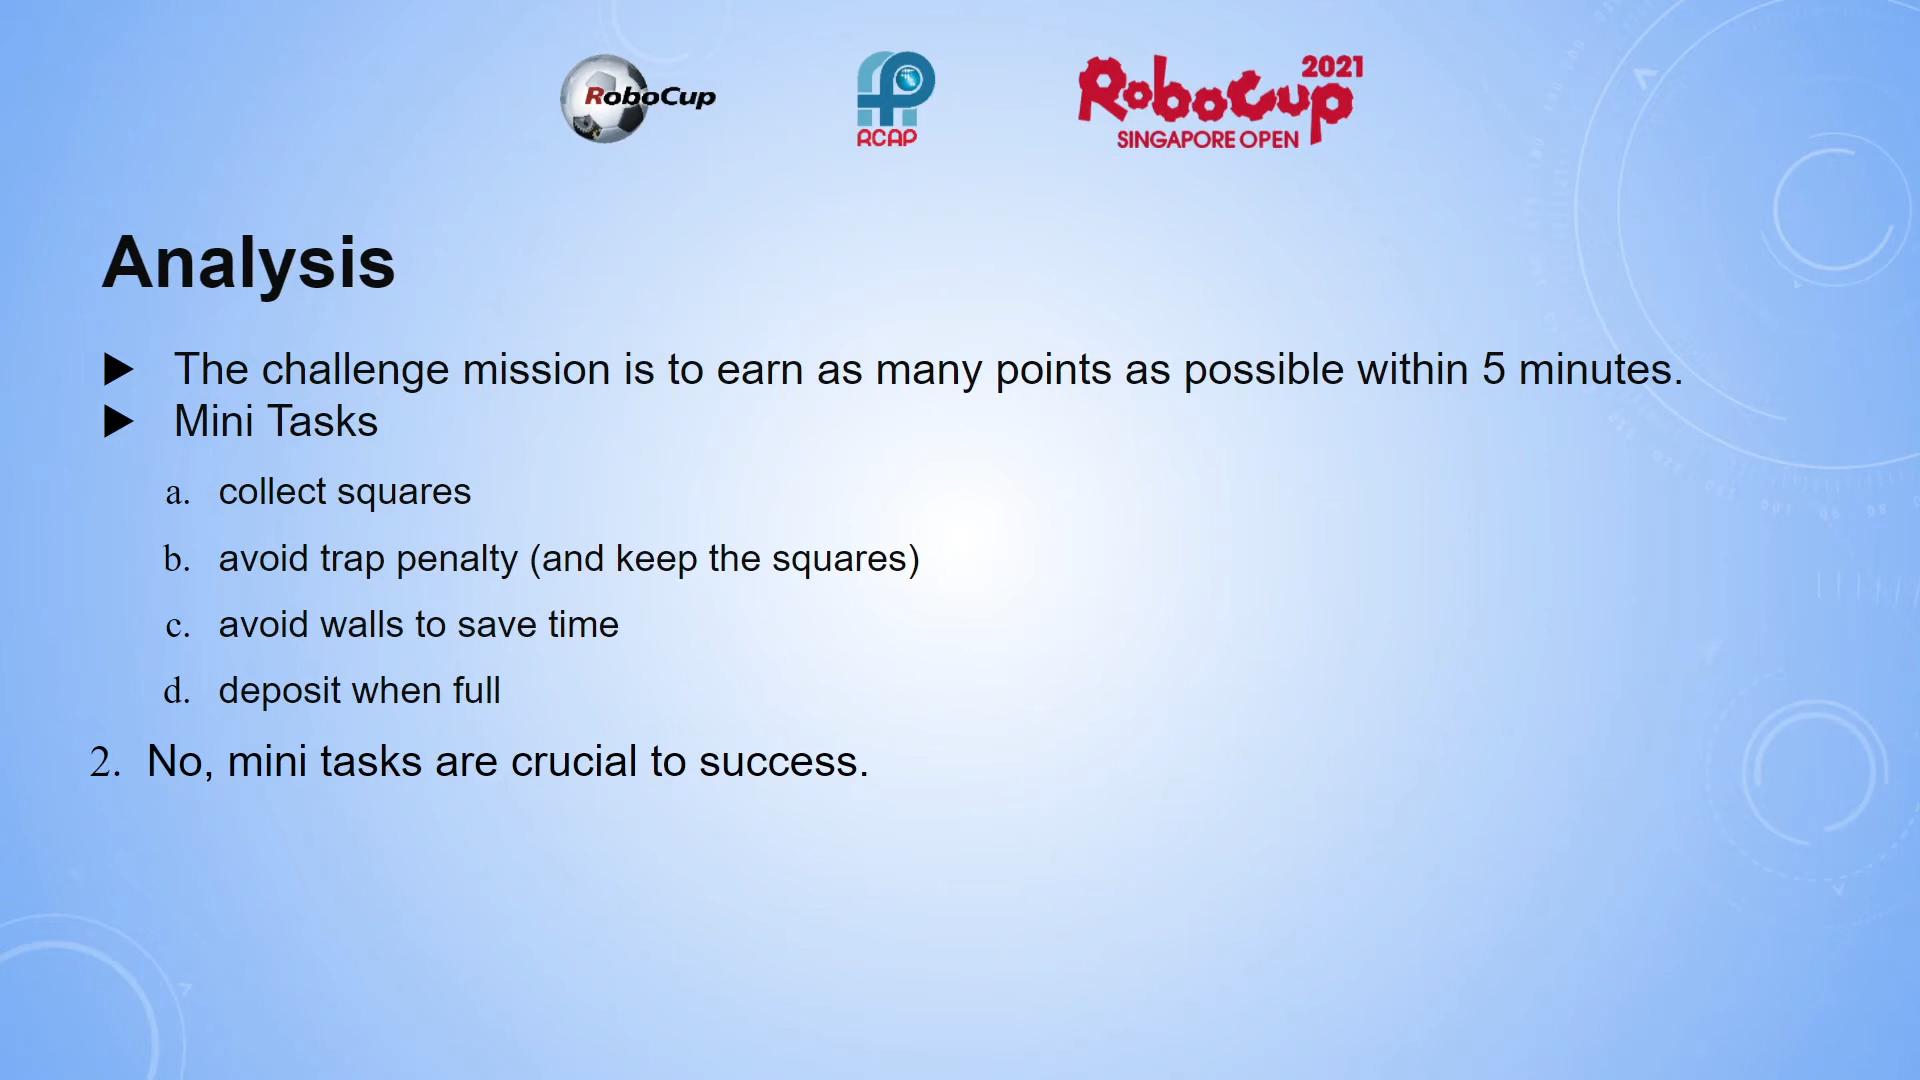 RoboCup
RCAP
2021
RoboCup
SINGAPORE OPEN
Analysis
▶ The challenge mission is to earn as many points as possible within 5 minutes.
▶ Mini Tasks
a. collect squares
b. avoid trap penalty (and keep the squares)
c. avoid walls to save time
d. deposit when full
2. No, mini tasks are crucial to success.